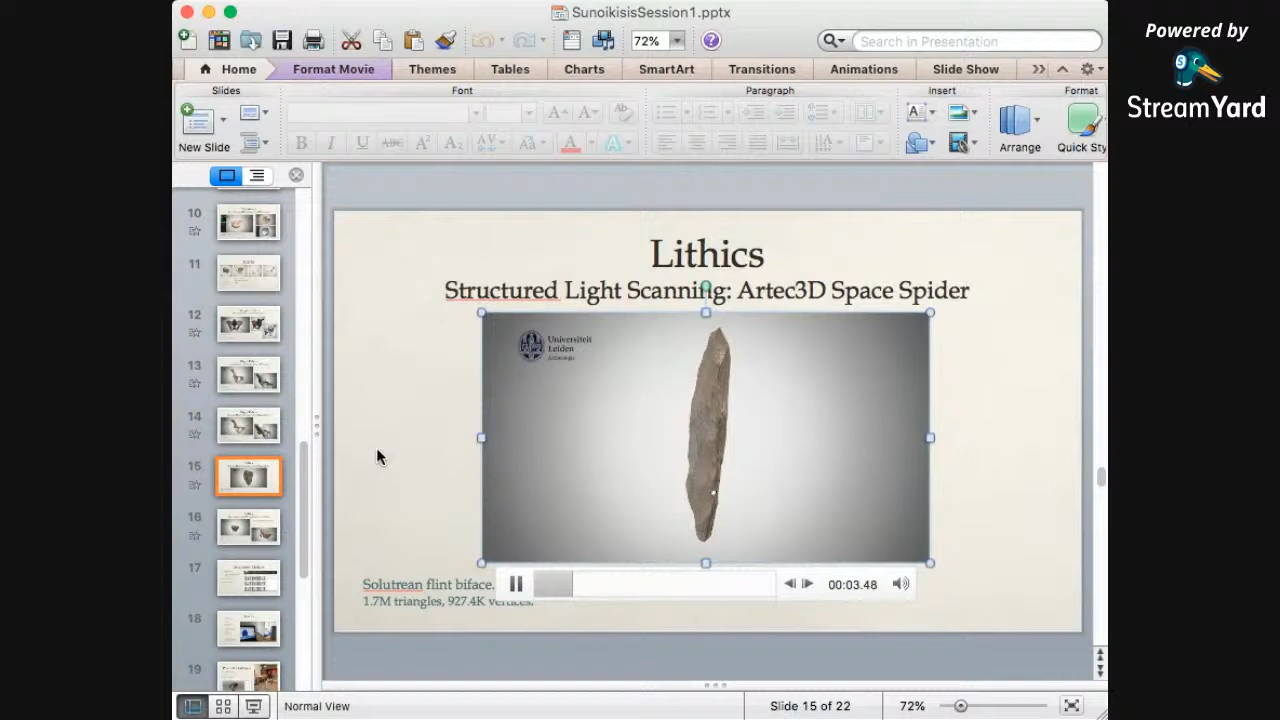 SunoikisisSession1.pptx
Powered by
StreamYard
72%
Search in Presentation
Home
Format Movie
Themes
Tables
Charts
SmartArt
Transitions
Animations
Slide Show
Slides
Font
Paragraph
Insert
Format
New Slide
Arrange
Quick Sty
10
11
12
13
14
15
16
17
18
19
Lithics
Structured Light Scanning: Artec3D Space Spider
Universiteit
Leiden
Solutrean flint biface.
1.7M triangles, 927.4K vertices.
00:03.48
Normal View
Slide 15 of 22
72%